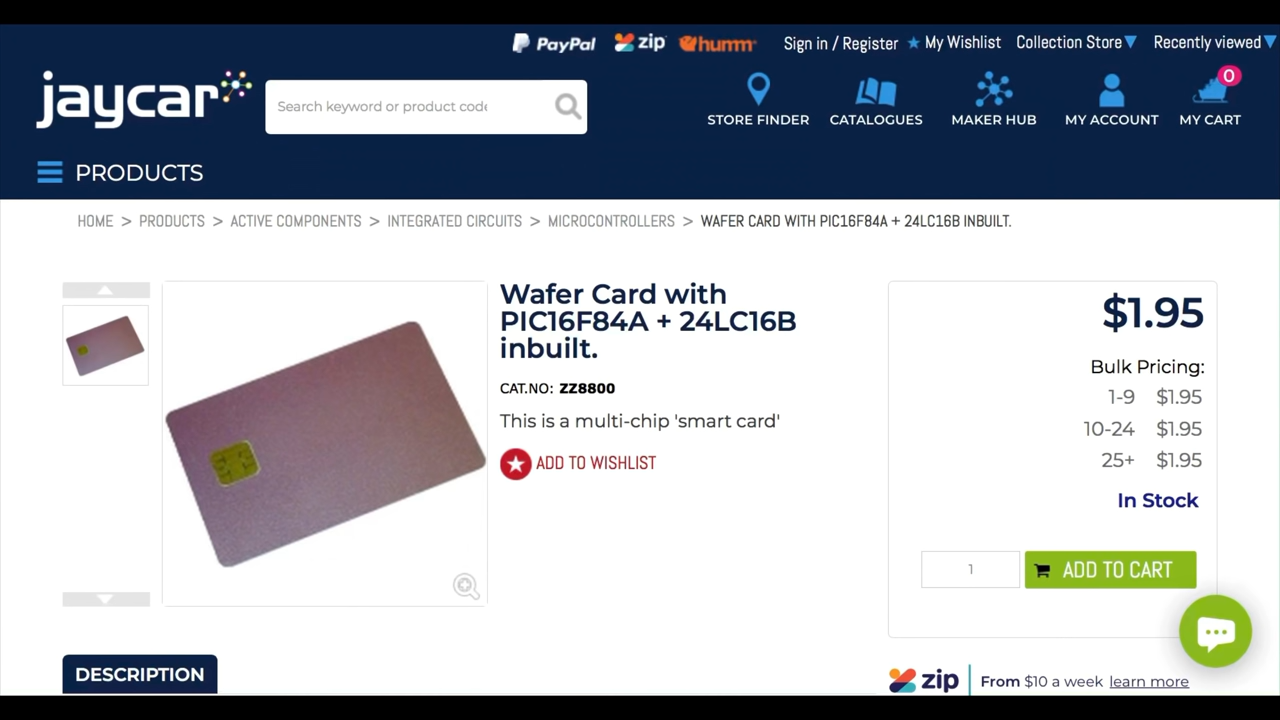 PayPal zip humm Sign in / Register My Wishlist Collection Store Recently viewed
jaycar
Search keyword or product code
STORE FINDER CATALOGUES MAKER HUB MY ACCOUNT MY CART
0
PRODUCTS
HOME > PRODUCTS > ACTIVE COMPONENTS > INTEGRATED CIRCUITS > MICROCONTROLLERS > WAFER CARD WITH PIC16F84A + 24LC16B INBUILT.
Wafer Card with
PIC16F84A + 24LC16B
inbuilt.
CAT.NO: ZZ8800
This is a multi-chip 'smart card'
ADD TO WISHLIST
$1.95
Bulk Pricing:
1-9 $1.95
10-24 $1.95
25+ $1.95
In Stock
1
ADD TO CART
DESCRIPTION
zip From $10 a week learn more